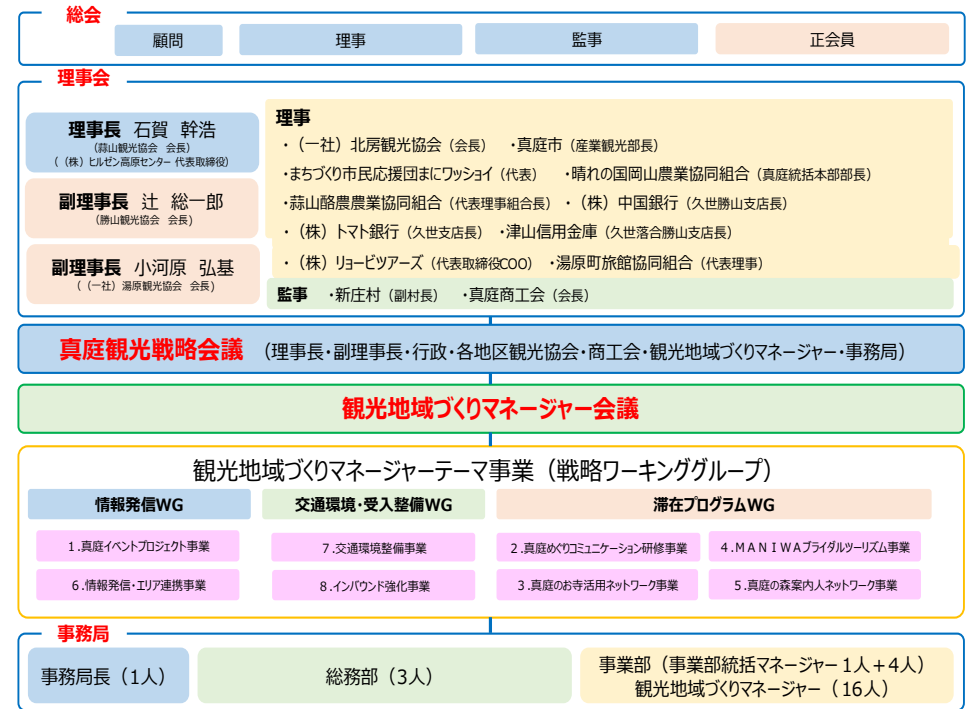 総会
顧問 理事 監事 正会員
理事会
理事長 石賀 幹浩
(蒜山観光協会 会長)
((株) ヒルゼン高原センター 代表取締役)
副理事長 辻 総一郎
(勝山観光協会 会長)
副理事長 小河原 弘基
((一社) 湯原観光協会 会長)
理事
・(一社) 北房観光協会(会長) ・真庭市(産業観光部長)
・まちづくり市民応援団まにワッショイ(代表) ・晴れの国岡山農業協同組合(真庭統括本部部長)
・蒜山酪農農業協同組合(代表理事組合長) ・(株) 中国銀行(久世勝山支店長)
・(株) トマト銀行(久世支店長) ・津山信用金庫(久世落合勝山支店長)
・(株) リョービツアーズ(代表取締役COO) ・湯原町旅館協同組合(代表理事)
監事 ・新庄村(副村長) ・真庭商工会(会長)
真庭観光戦略会議 (理事長・副理事長・行政・各地区観光協会・商工会・観光地域づくりマネージャー・事務局)
観光地域づくりマネージャー会議
観光地域づくりマネージャーテーマ事業(戦略ワーキンググループ)
情報発信WG 交通環境・受入整備WG 滞在プログラムWG
1.真庭イベントプロジェクト事業 7.交通環境整備事業 2.真庭めぐりコミュニケーション研修事業 4.MANIWAブライダルツーリズム事業
6.情報発信・エリア連携事業 8.インバウンド強化事業 3.真庭のお寺活用ネットワーク事業 5.真庭の森案内人ネットワーク事業
事務局
事務局長(1人) 総務部(3人) 事業部(事業部統括マネージャー1人+4人)
観光地域づくりマネージャー(16人)